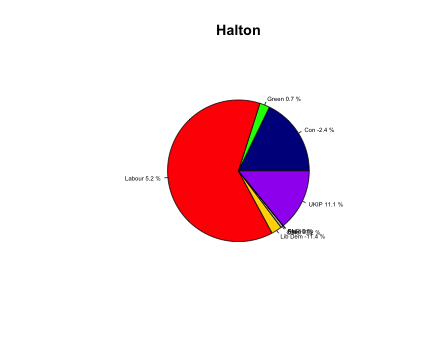 Halton
Green 0.7 %
Con -2.4 %
Labour 5.2 %
UKIP 11.1 %
Lib Dem -11.4 %